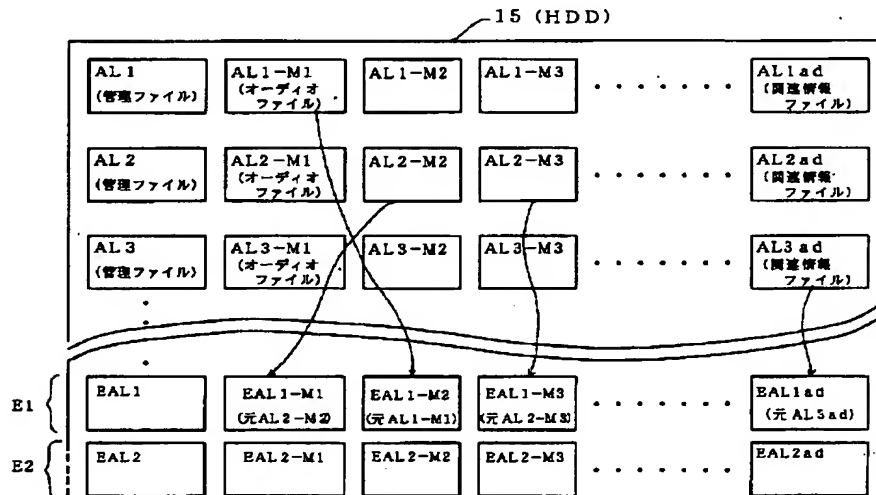 15 (HDD)
AL1
(管理ファイル)
AL1-M1
(オーディオ
ファイル)
AL1-M2
AL1-M3
AL1ad
(関連情報
ファイル)
AL2
(管理ファイル)
AL2-M1
(オーディオ
ファイル)
AL2-M2
AL2-M3
AL2ad
(関連情報
ファイル)
AL3
(管理ファイル)
AL3-M1
(オーディオ
ファイル)
AL3-M2
AL3-M3
AL3ad
(関連情報
ファイル)
E1
EAL1
EAL1-M1
(元AL2-M2)
EAL1-M2
(元AL1-M1)
EAL1-M3
(元AL2-M3)
EAL1ad
(元AL3ad)
E2
EAL2
EAL2-M1
EAL2-M2
EAL2-M3
EAL2ad